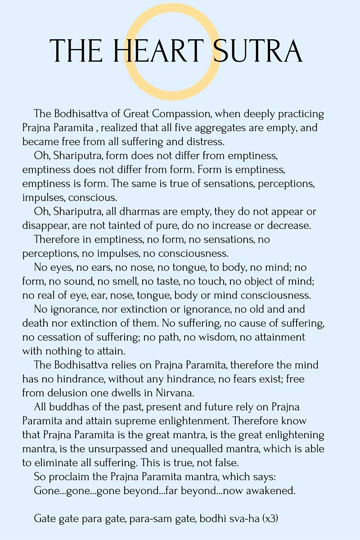 THE HEART SUTRA
The Bodhisattva of Great Compassion, when deeply practicing
Prajna Paramita , realized that all five aggregates are empty, and
became free from all suffering and distress.
Oh, Shariputra, form does not differ from emptiness,
emptiness does not differ from form. Form is emptiness,
emptiness is form. The same is true of sensations, perceptions,
impulses, conscious.
Oh, Shariputra, all dharmas are empty, they do not appear or
disappear, are not tainted of pure, do no increase or decrease.
Therefore in emptiness, no form, no sensations, no
perceptions, no impulses, no consciousness.
No eyes, no ears, no nose, no tongue, to body, no mind; no
form, no sound, no smell, no taste, no touch, no object of mind;
no real of eye, ear, nose, tongue, body or mind consciousness.
No ignorance, nor extinction or ignorance, no old and and
death nor extinction of them. No suffering, no cause of suffering,
no cessation of suffering; no path, no wisdom, no attainment
with nothing to attain.
The Bodhisattva relies on Prajna Paramita, therefore the mind
has no hindrance, without any hindrance, no fears exist; free
from delusion one dwells in Nirvana.
All buddhas of the past, present and future rely on Prajna
Paramita and attain supreme enlightenment. Therefore know
that Prajna Paramita is the great mantra, is the great enlightening
mantra, is the unsurpassed and unequalled mantra, which is able
to eliminate all suffering. This is true, not false.
So proclaim the Prajna Paramita mantra, which says:
Gone...gone...gone beyond...far beyond...now awakened.
Gate gate para gate, para-sam gate, bodhi sva-ha (x3)